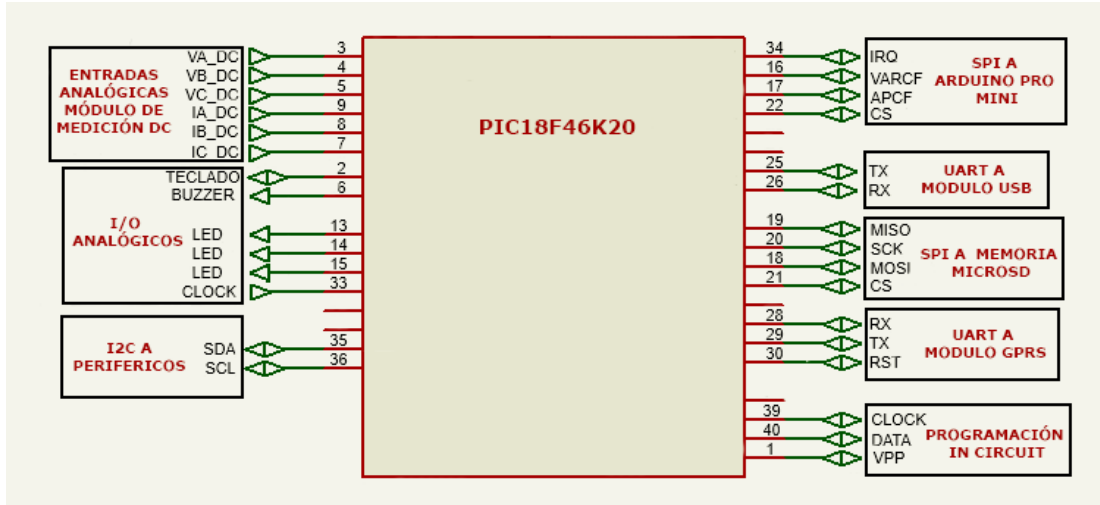 ENTRADAS
ANALÓGICAS
MÓDULO DE
MEDICIÓN DC
VA_DC 3
VB_DC 4
VC_DC 5
IA_DC 9
IB_DC 8
IC_DC 7
I/O
ANALÓGICOS
TECLADO 2
BUZZER 6
LED 13
LED 14
LED 15
CLOCK 33
I2C A
PERIFERICOS
SDA 35
SCL 36
PIC18F46K20
34 IRQ
16 VARCF
17 APCF
22 CS
SPI A
ARDUINO PRO
MINI
25 TX
26 RX
UART A
MODULO USB
19 MISO
20 SCK
18 MOSI
21 CS
SPI A MEMORIA
MICROSD
28 RX
29 TX
30 RST
UART A
MODULO GPRS
39 CLOCK
40 DATA
1 VPP
PROGRAMACIÓN
IN CIRCUIT